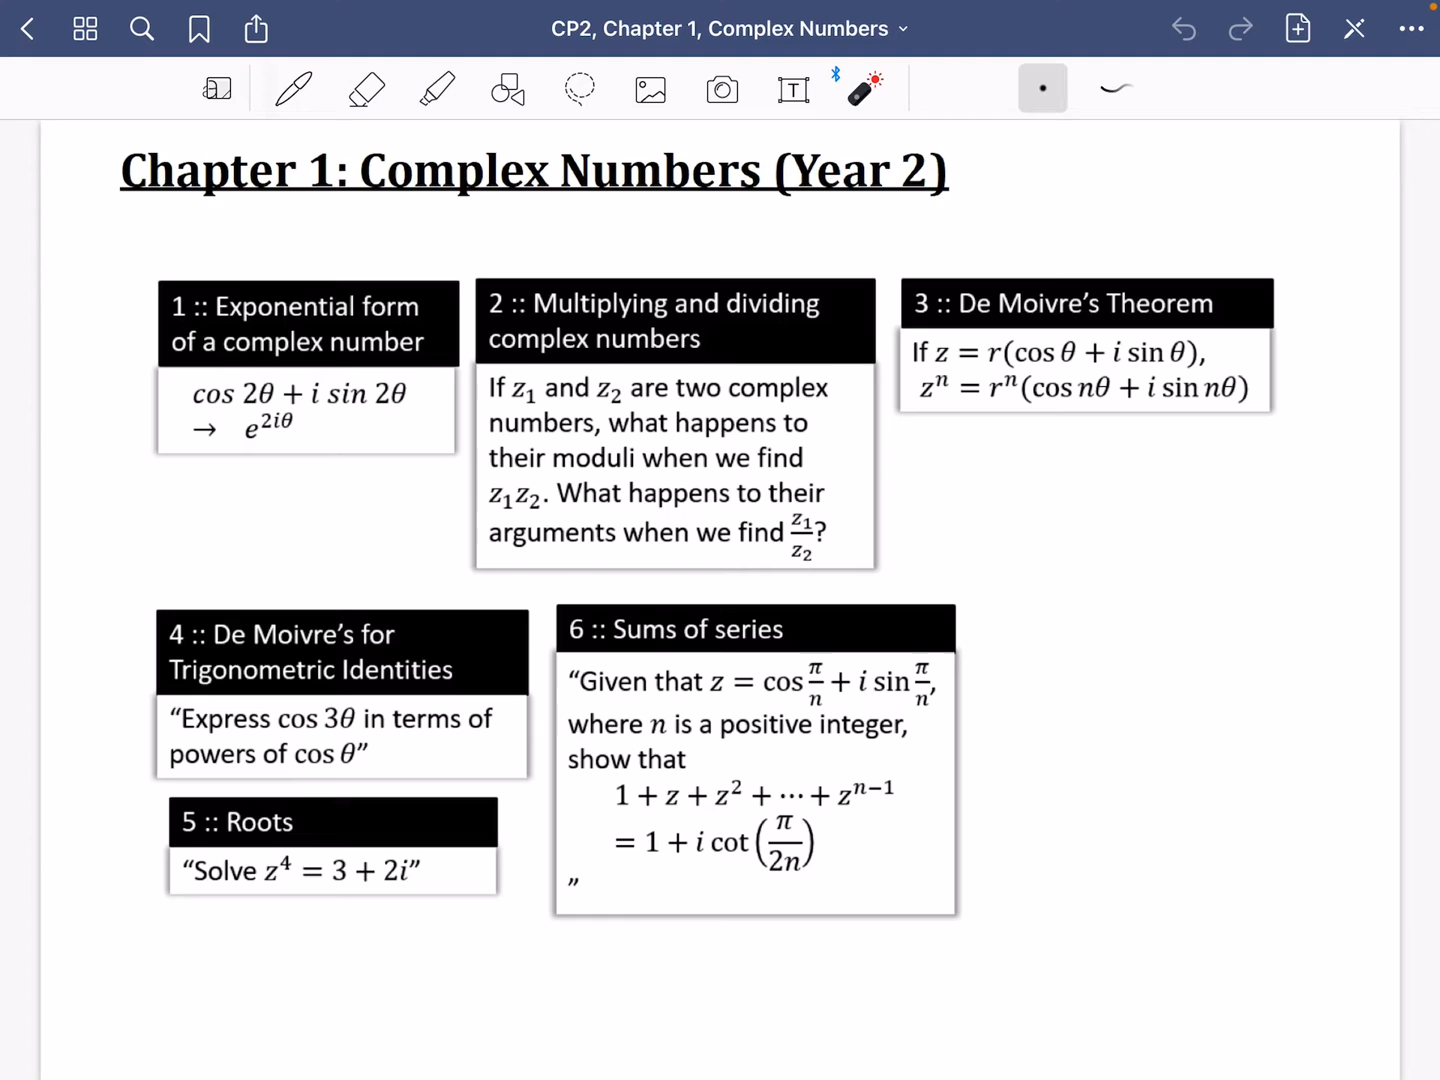 CP2, Chapter 1, Complex Numbers
T
Chapter 1: Complex Numbers (Year 2)
1 :: Exponential form
of a complex number
cos 2θ + i sin 2θ
→ e^{2iθ}
2 :: Multiplying and dividing
complex numbers
If z₁ and z₂ are two complex
numbers, what happens to
their moduli when we find
z₁z₂. What happens to their
arguments when we find z₁/z₂?
3 :: De Moivre’s Theorem
If z = r(cos θ + i sin θ),
zⁿ = rⁿ(cos nθ + i sin nθ)
4 :: De Moivre’s for
Trigonometric Identities
“Express cos 3θ in terms of
powers of cos θ”
5 :: Roots
“Solve z⁴ = 3 + 2i”
6 :: Sums of series
“Given that z = cos π/n + i sin π/n,
where n is a positive integer,
show that
1 + z + z² + ⋯ + zⁿ⁻¹
= 1 + i cot(π/2n)
”